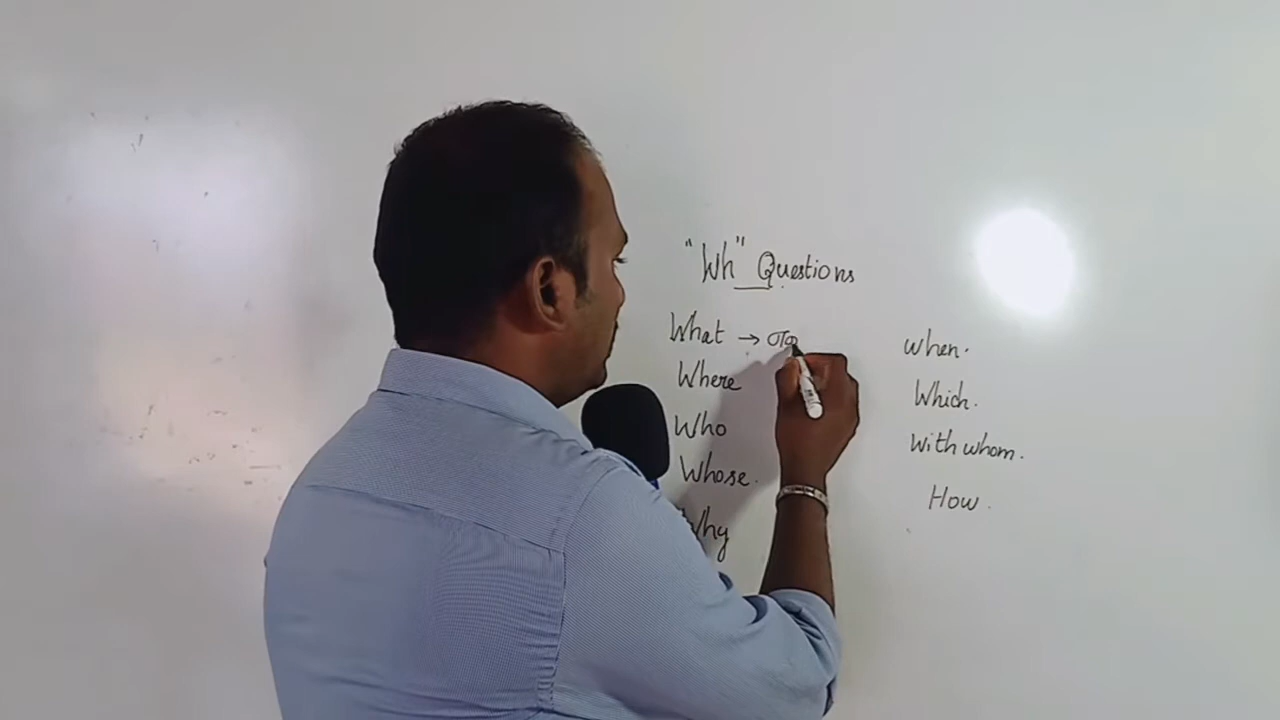 "Wh" Questions
What →
Where
Who
Whose.
Why
when.
Which.
With whom.
How.